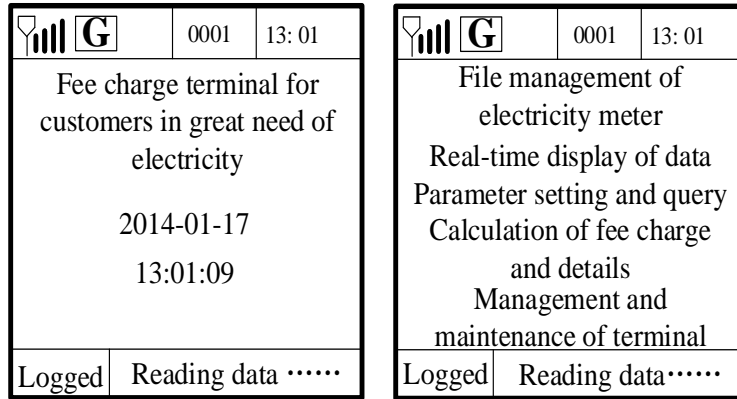 G 0001 13: 01
Fee charge terminal for
customers in great need of
electricity
2014-01-17
13:01:09
Logged Reading data ······
G 0001 13: 01
File management of
electricity meter
Real-time display of data
Parameter setting and query
Calculation of fee charge
and details
Management and
maintenance of terminal
Logged Reading data······